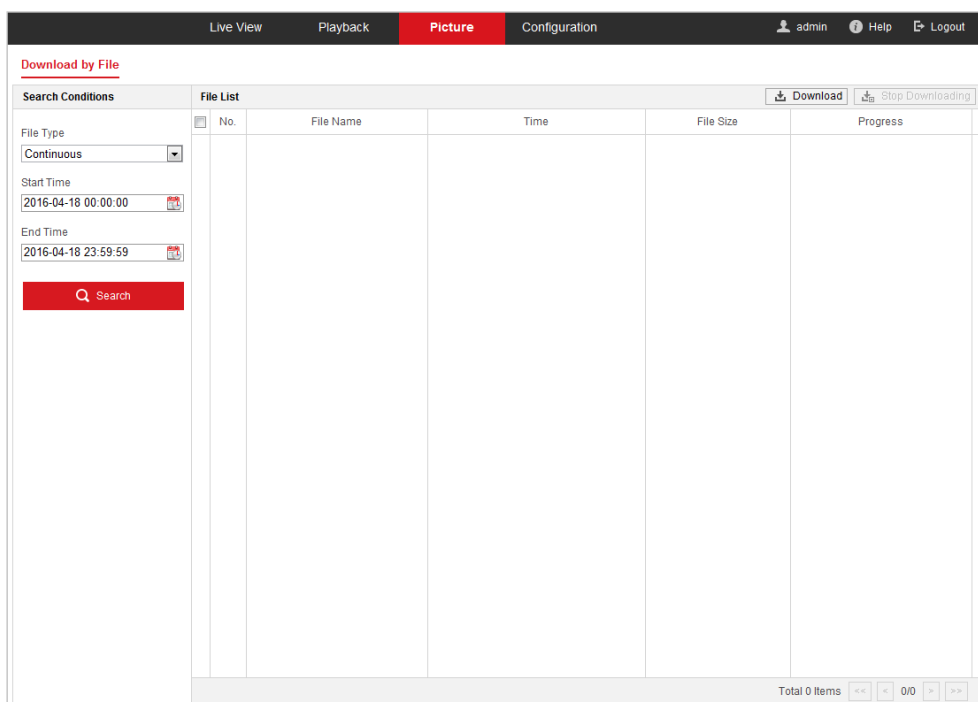 Live View Playback Picture Configuration admin Help Logout
Download by File
Search Conditions File List Download Stop Downloading
No. File Name Time File Size Progress
File Type
Continuous
Start Time
2016-04-18 00:00:00
End Time
2016-04-18 23:59:59
Search
Total 0 Items << < 0/0 > >>